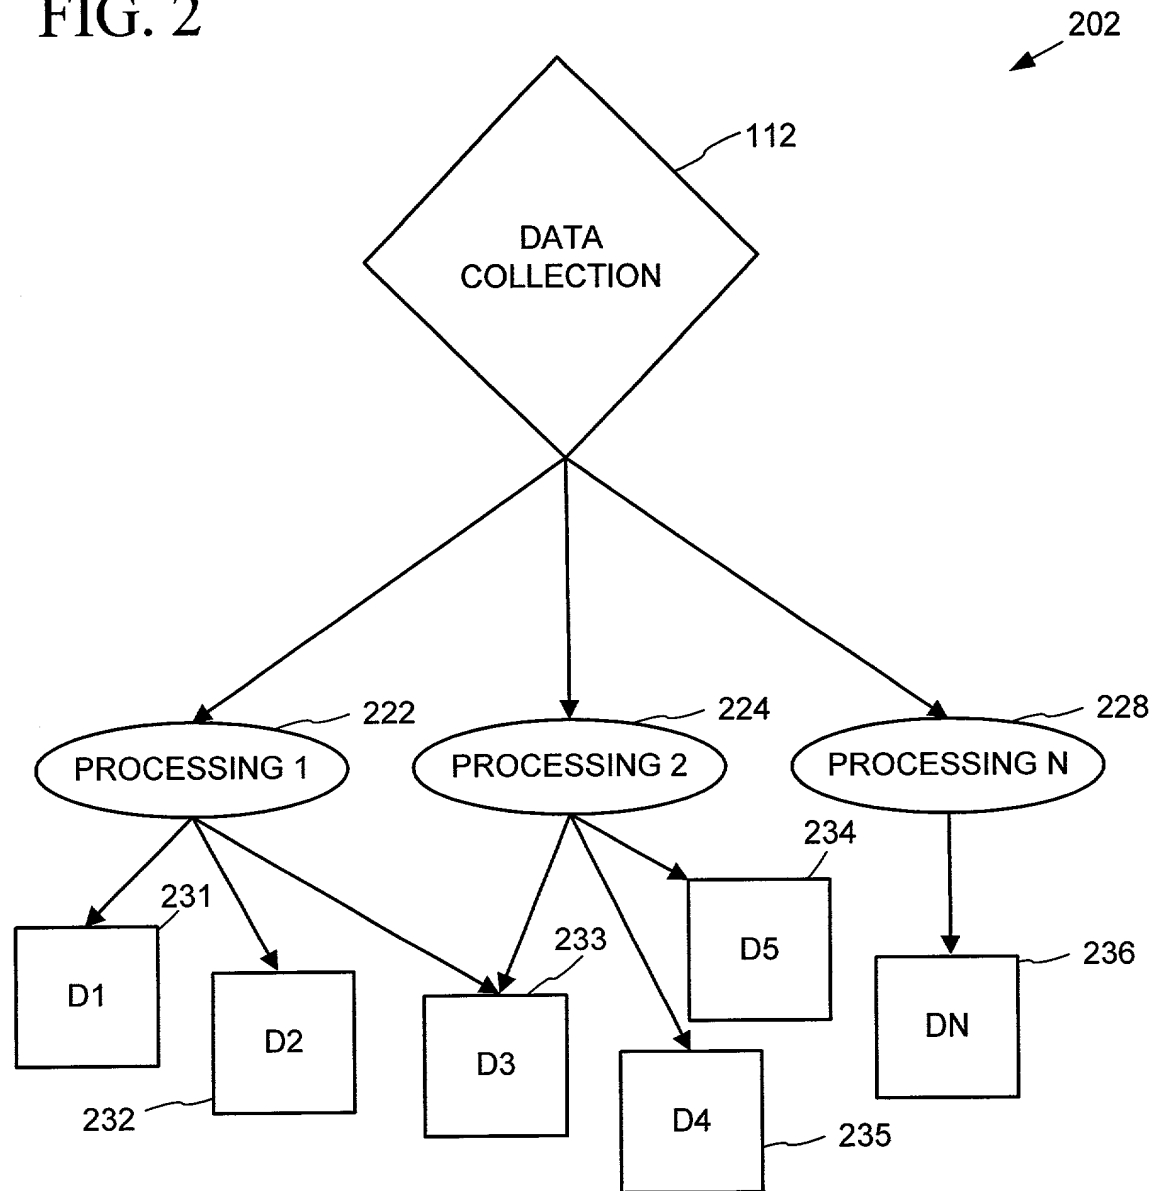 FIG. 2
202
112
DATA
COLLECTION
222
224
228
PROCESSING 1
PROCESSING 2
PROCESSING N
234
231
233
236
D5
D1
DN
D2
D3
232
D4
235